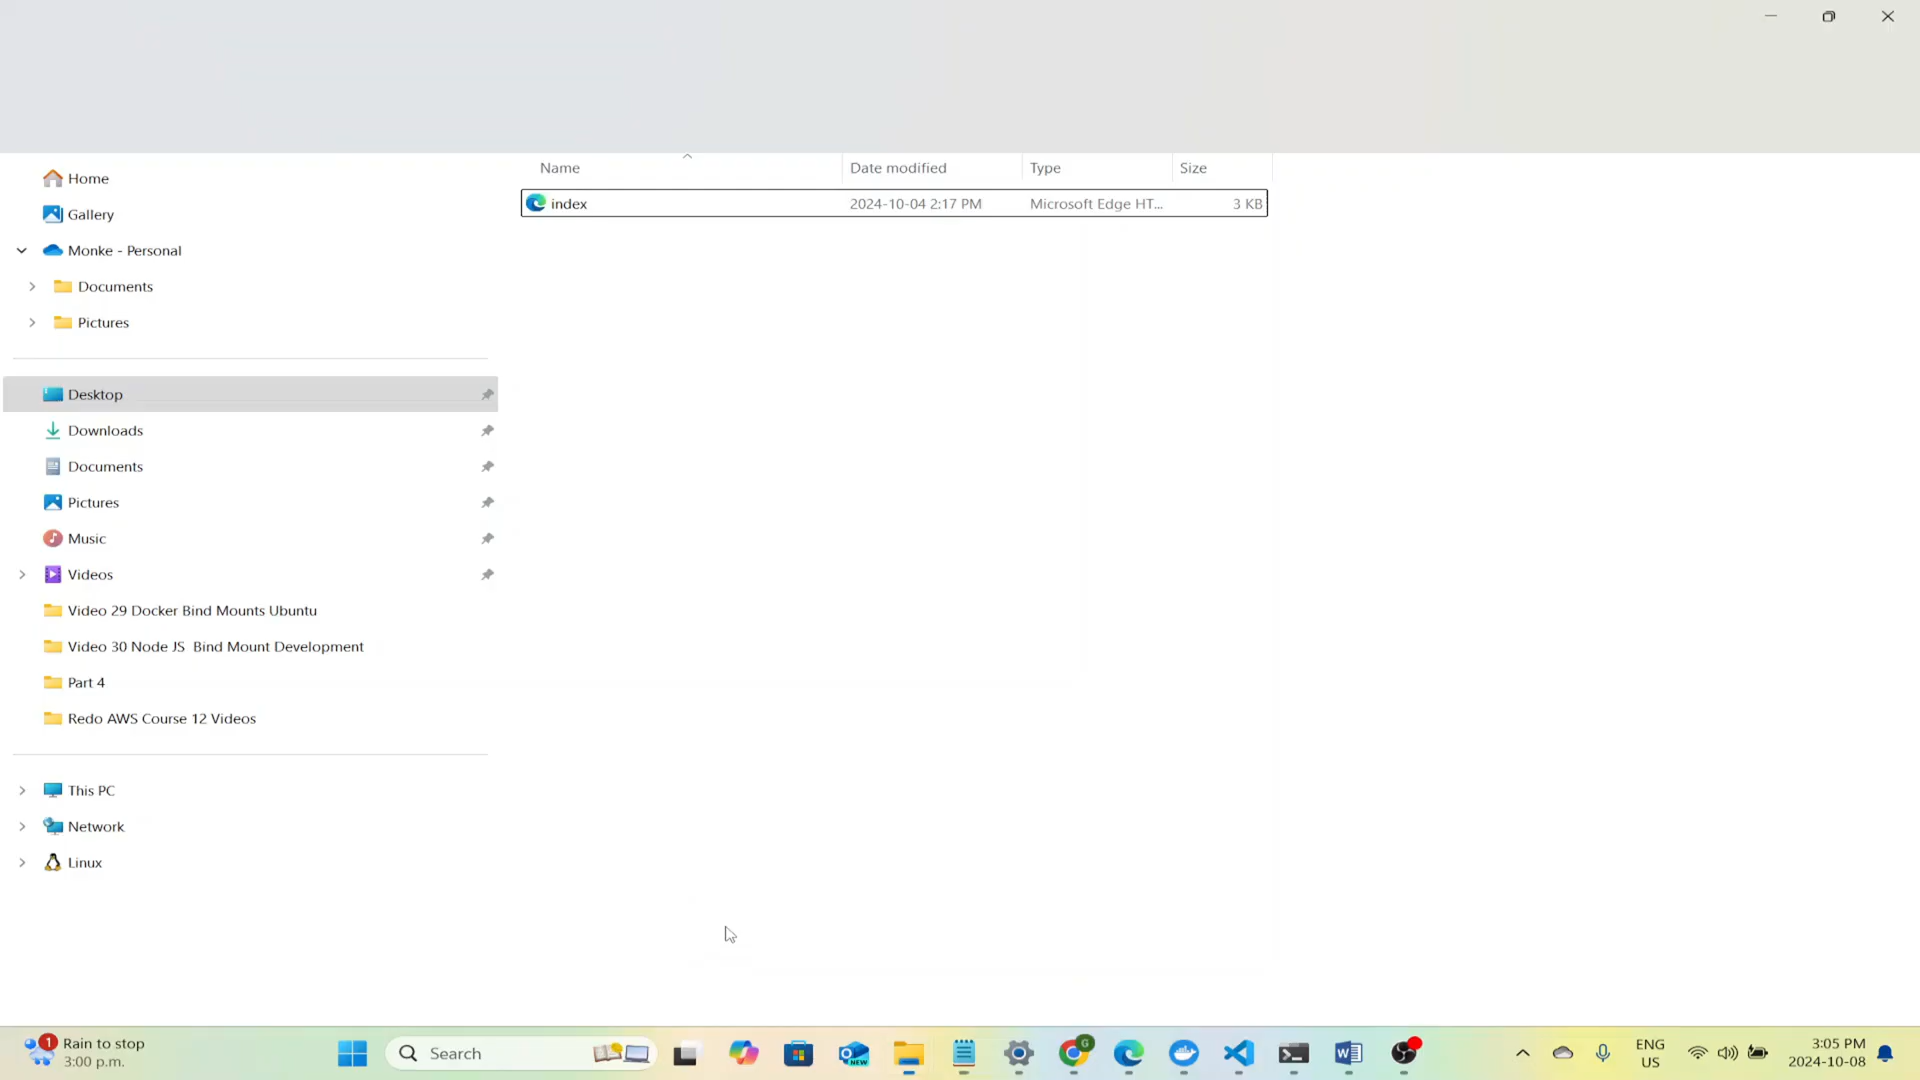 Name Date modified Type Size
index 2024-10-04 2:17 PM Microsoft Edge HT... 3 KB
Home
Gallery
Monke - Personal
Documents
Pictures
Desktop
Downloads
Documents
Pictures
Music
Videos
Video 29 Docker Bind Mounts Ubuntu
Video 30 Node JS Bind Mount Development
Part 4
Redo AWS Course 12 Videos
This PC
Network
Linux
1
Rain to stop
3:00 p.m.
Search
NEW
G
ENG
US
3:05 PM
2024-10-08